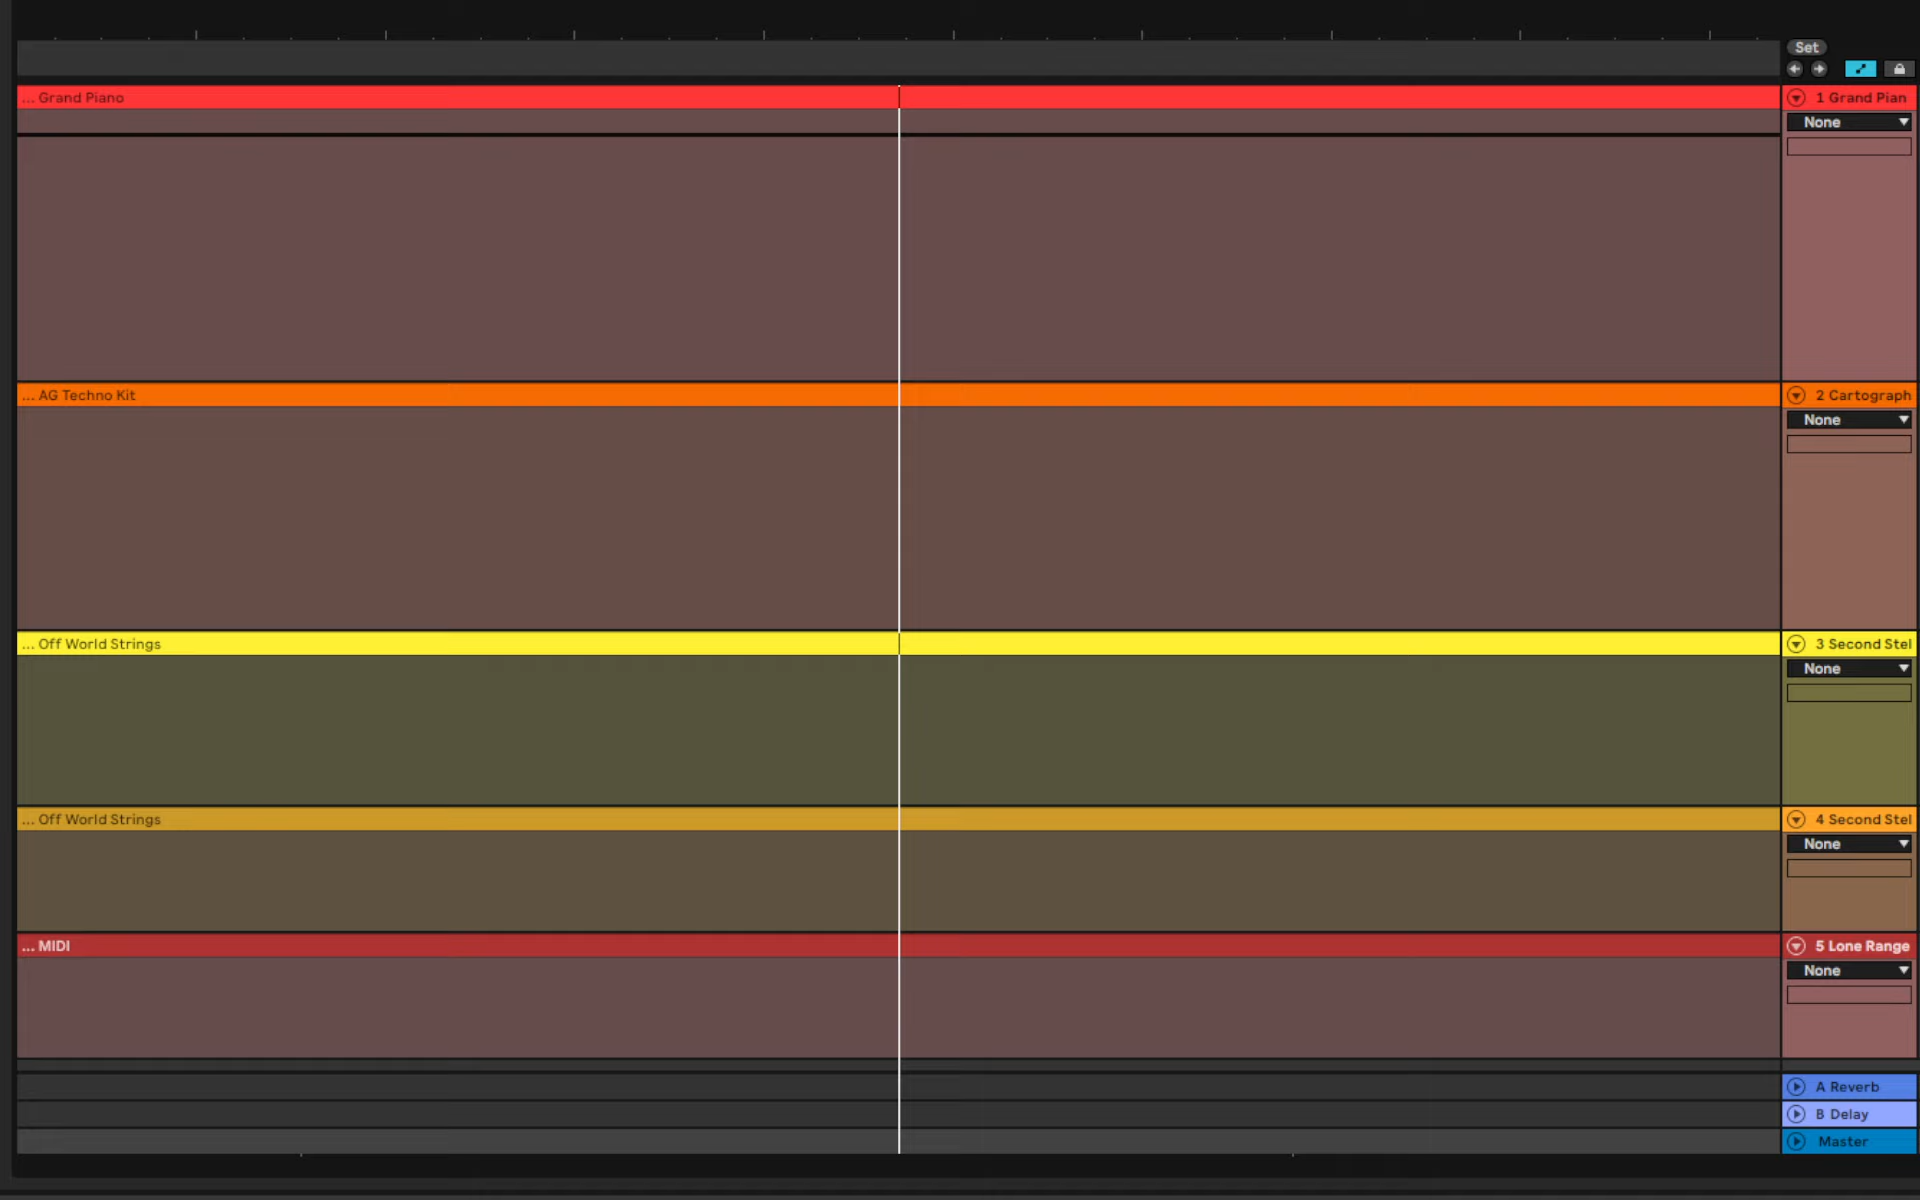 Set
... Grand Piano
1 Grand Pian
None
... AG Techno Kit
2 Cartograph
None
... Off World Strings
3 Second Stel
None
... Off World Strings
4 Second Stel
None
... MIDI
5 Lone Range
None
A Reverb
B Delay
Master